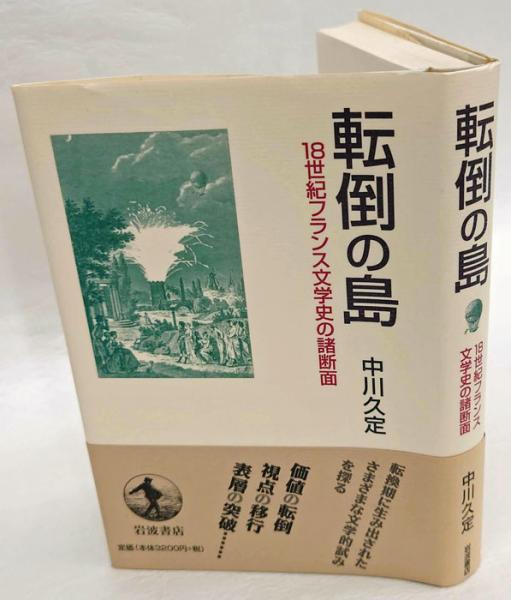 転倒の島
18世紀フランス文学史の諸断面
中川久定
転換期に生み出された
さまざまな文学的試み
を探る
価値の転倒
視点の移行
表層の突破……
岩波書店
定価(本体3200円+税)
転倒の島
18世紀フランス
文学史の諸断面
中川久定
岩波書店